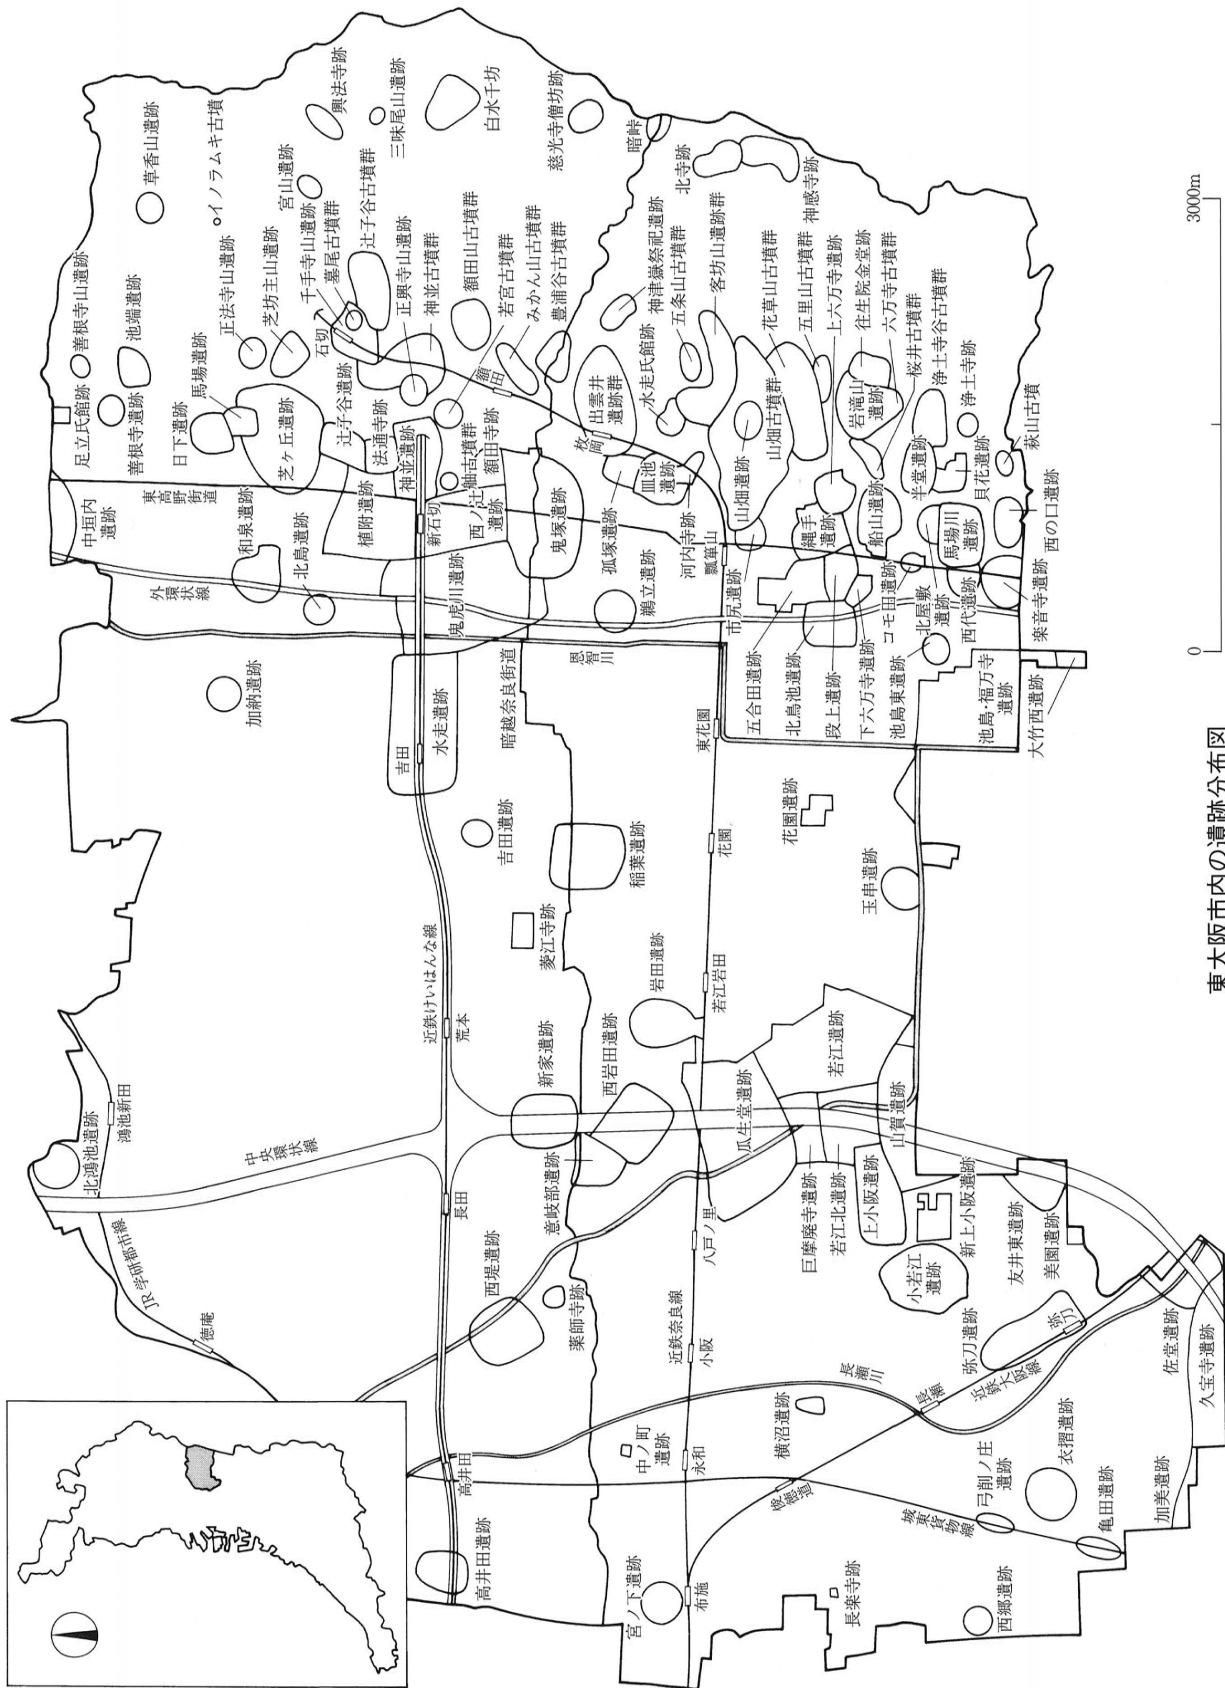 草香山遺跡
イノラムキ古墳
興法寺跡
三昧尾山遺跡
白水千坊
慈光寺僧坊跡
暗峠
善根寺山遺跡
池端遺跡
正法寺山遺跡
芝坊主山遺跡
宮山遺跡
千手寺山遺跡
墓尾古墳群
辻子谷古墳群
正興寺山遺跡
神並古墳群
額田山古墳群
若宮古墳群
みかん山古墳群
豊浦谷古墳群
北寺跡
神感寺跡
神津嶽祭祀遺跡
五条山古墳群
客坊山遺跡群
花草山古墳群
五里山古墳群
上六万寺遺跡
往生院金堂跡
六万寺古墳群
桜井古墳群
浄土寺谷古墳群
浄土寺跡
萩山古墳
足立氏館跡
善根寺遺跡
馬場遺跡
日下遺跡
芝ヶ丘遺跡
石切
辻子谷遺跡
法通寺跡
神並遺跡
額田
額田寺跡
出雲井
遺跡群
枚岡
水走氏館跡
皿池
遺跡
山畑古墳群
山畑遺跡
岩滝山
遺跡
半堂遺跡
貝花遺跡
中垣内
遺跡
東高野街道
和泉遺跡
北島遺跡
植附遺跡
新石切
西ノ辻
遺跡
鬼塚遺跡
孤塚遺跡
河内寺跡
瓢箪山
縄手
遺跡
船山遺跡
馬場川
遺跡
西の口遺跡
外環状線
鬼虎川遺跡
鵜立遺跡
市尻遺跡
コモ田遺跡
北屋敷
遺跡
西代遺跡
楽音寺遺跡
加納遺跡
水走遺跡
吉田
暗越奈良街道
恩智川
東花園
五合田遺跡
北鳥池遺跡
段上遺跡
下六万寺遺跡
池島東遺跡
池島・福万寺
遺跡
大竹西遺跡
吉田遺跡
稲葉遺跡
花園
花園遺跡
玉串遺跡
菱江寺跡
近鉄けいはんな線
荒本
岩田遺跡
若江岩田
新家遺跡
西岩田遺跡
瓜生堂遺跡
若江遺跡
山賀遺跡
北鴻池遺跡
鴻池新田
中央環状線
JR学研都市線
徳庵
長田
意岐部遺跡
八戸ノ里
巨摩廃寺遺跡
若江北遺跡
上小阪遺跡
新上小阪遺跡
友井東遺跡
美園遺跡
西堤遺跡
薬師寺跡
近鉄奈良線
小阪
小若江
遺跡
弥刀遺跡
弥刀
佐堂遺跡
久宝寺遺跡
長瀬川
長瀬
近鉄大阪線
高井田
中ノ町
遺跡
永和
横沼遺跡
俊徳道
城東貨物線
弓削ノ庄
遺跡
衣摺遺跡
亀田遺跡
加美遺跡
高井田遺跡
宮ノ下遺跡
布施
長楽寺跡
西郷遺跡
0
3000m
東大阪市内の遺跡分布図